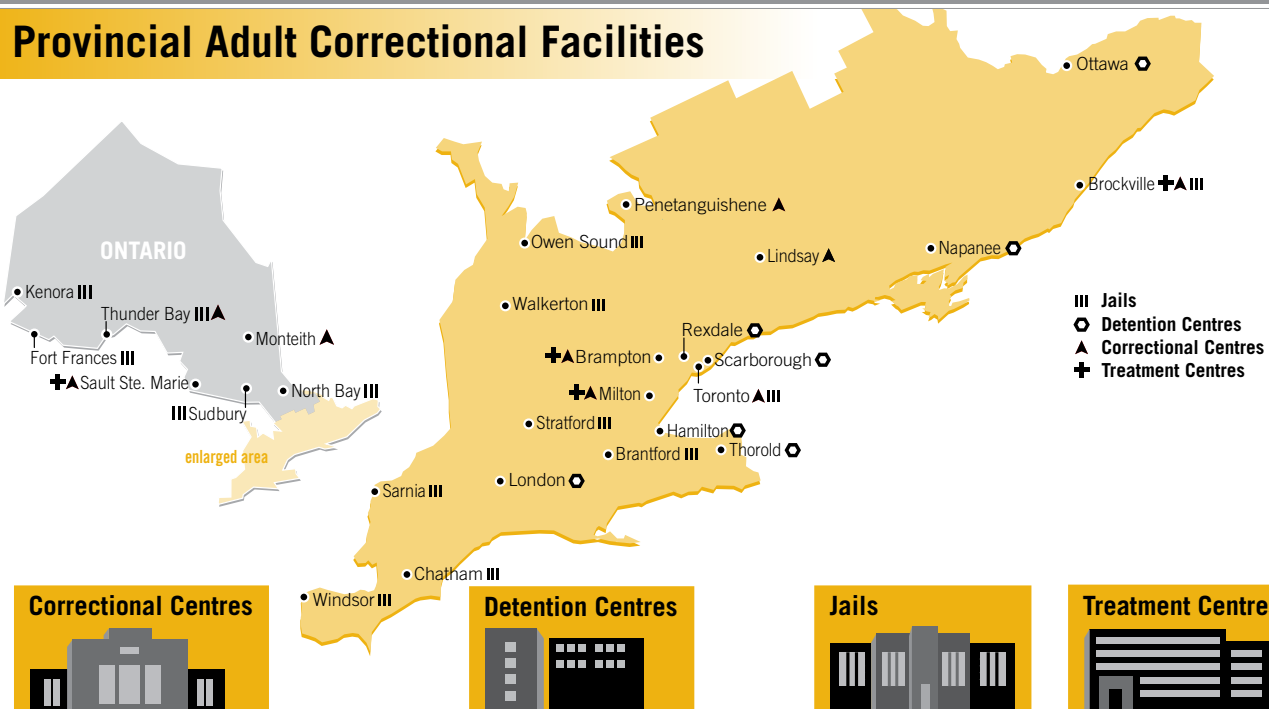 Provincial Adult Correctional Facilities
Ottawa
Brockville
Penetanguishene
Owen Sound
Napanee
Lindsay
ONTARIO
Kenora
Walkerton
Jails
Thunder Bay
Detention Centres
Rexdale
Monteith
Correctional Centres
Fort Frances
Brampton
Scarborough
Treatment Centres
Sault Ste. Marie
North Bay
Milton
Toronto
Sudbury
Stratford
Hamilton
enlarged area
Brantford
Thorold
London
Sarnia
Chatham
Windsor
Correctional Centres
Detention Centres
Jails
Treatment Centre